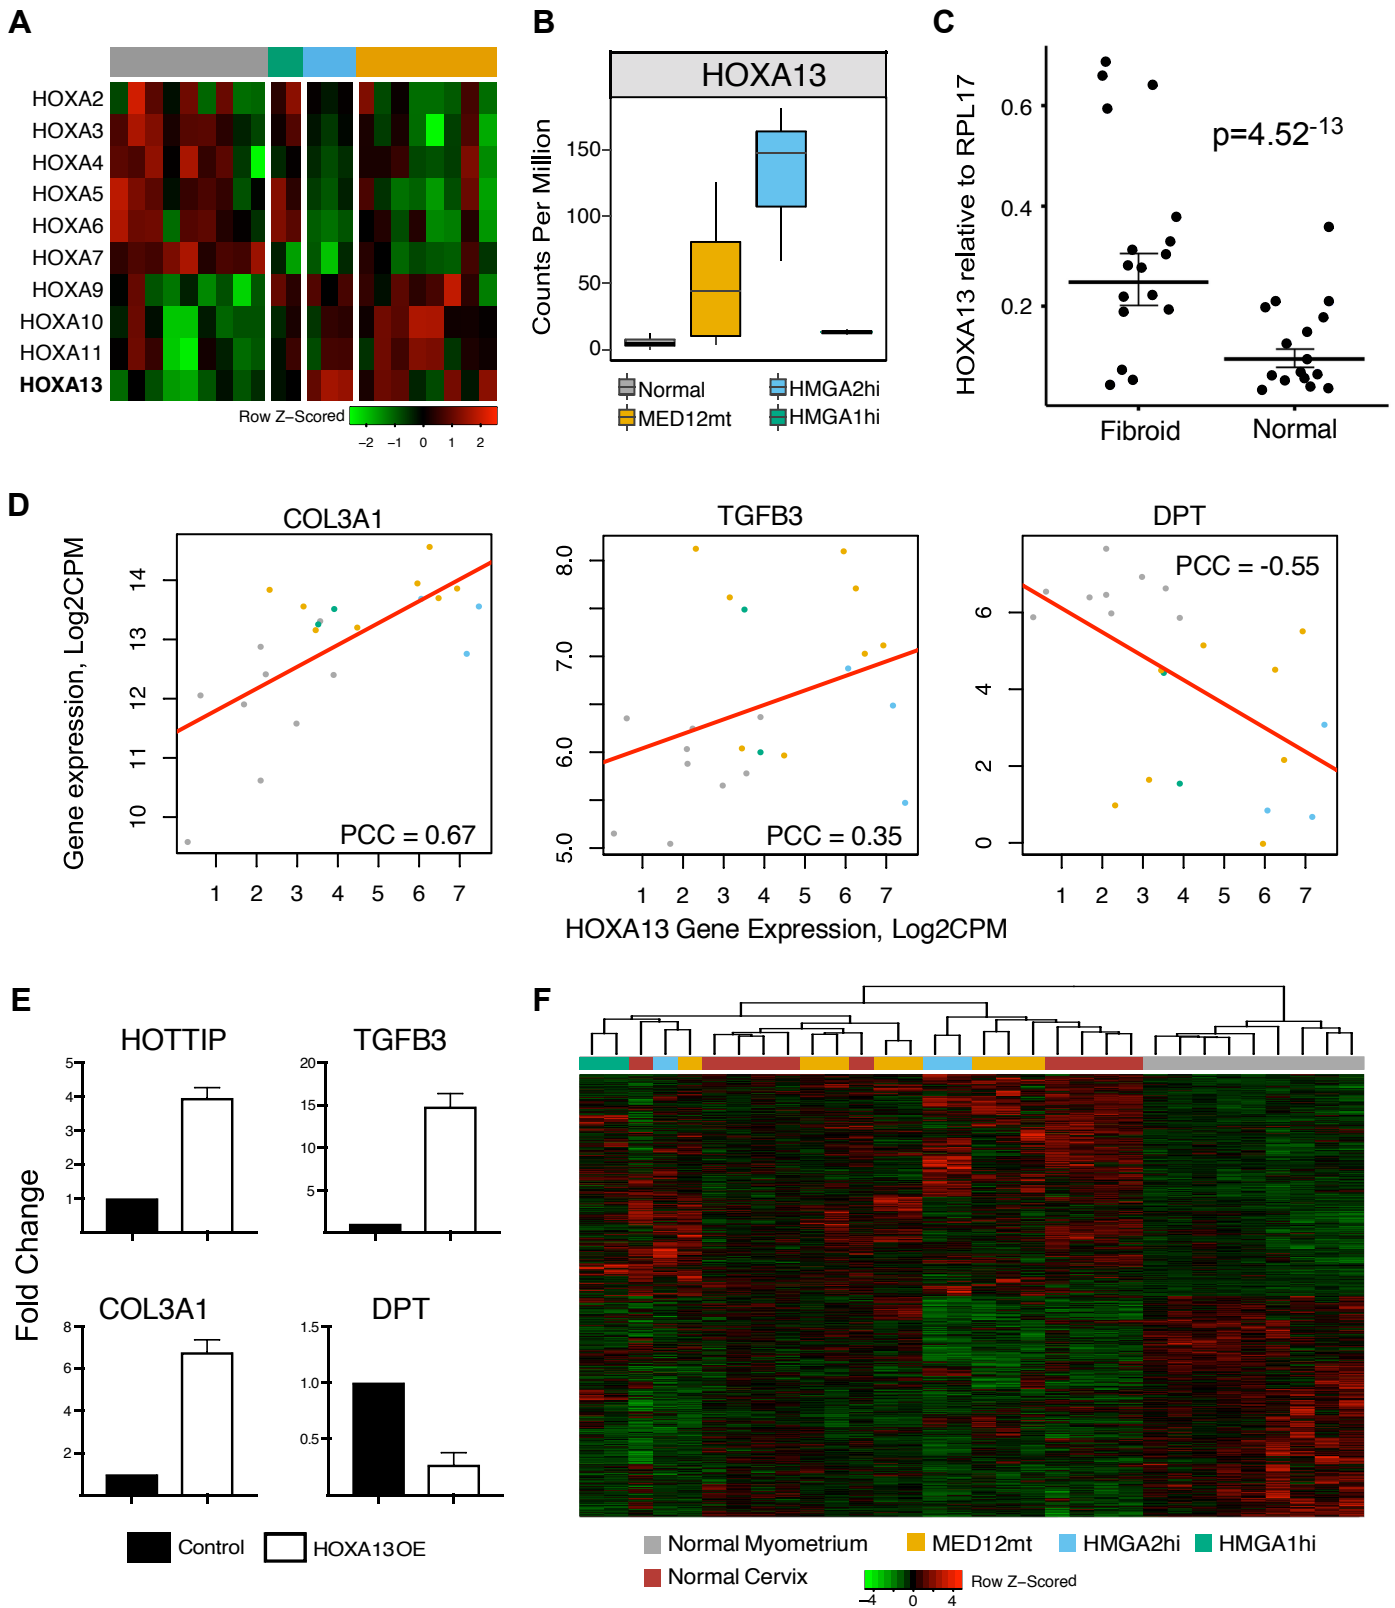 A
HOXA2
HOXA3
HOXA4
HOXA5
HOXA6
HOXA7
HOXA9
HOXA10
HOXA11
HOXA13
Row Z-Scored
−2 −1 0 1 2
B
HOXA13
Counts Per Million
150
100
50
0
Normal
HMGA2hi
MED12mt
HMGA1hi
C
HOXA13 relative to RPL17
0.6
0.4
0.2
p=4.52-13
Fibroid Normal
D
Gene expression, Log2CPM
COL3A1
14
13
12
11
10
PCC = 0.67
1 2 3 4 5 6 7
TGFB3
8.0
7.0
6.0
5.0
PCC = 0.35
1 2 3 4 5 6 7
DPT
PCC = -0.55
6
4
2
0
1 2 3 4 5 6 7
HOXA13 Gene Expression, Log2CPM
E
Fold Change
HOTTIP
5
4
3
2
1
TGFB3
20
15
10
5
COL3A1
8
6
4
2
DPT
1.5
1.0
0.5
Control
HOXA13OE
F
Normal Myometrium
MED12mt
HMGA2hi
HMGA1hi
Normal Cervix
Row Z−Scored
−4 0 4